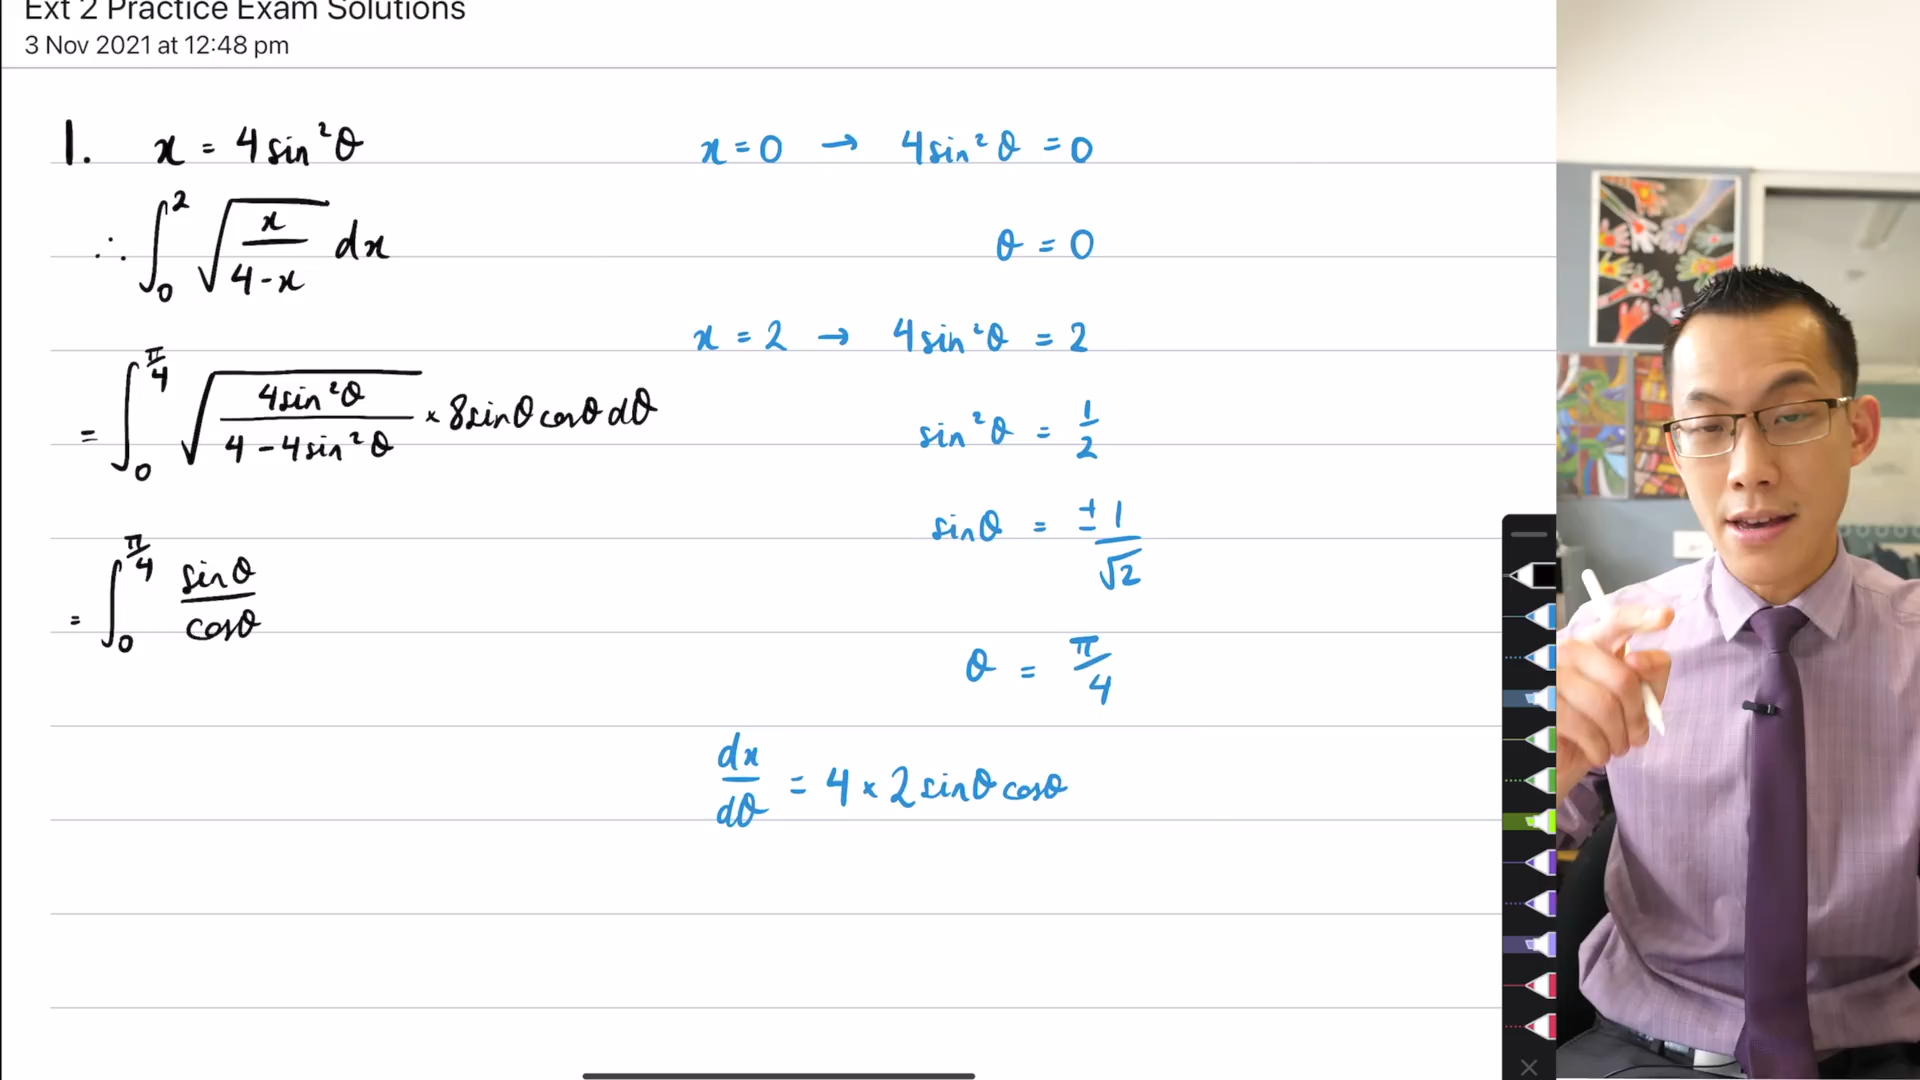 Ext 2 Practice Exam Solutions
3 Nov 2021 at 12:48 pm
1. x = 4sin²θ
∴ ∫₀² √(x/(4-x)) dx
= ∫₀^(π/4) √(4sin²θ/(4-4sin²θ)) × 8sinθcosθdθ
= ∫₀^(π/4) sinθ/cosθ
x = 0 → 4sin²θ = 0
θ = 0
x = 2 → 4sin²θ = 2
sin²θ = 1/2
sinθ = ±1/√2
θ = π/4
dx/dθ = 4 × 2sinθcosθ